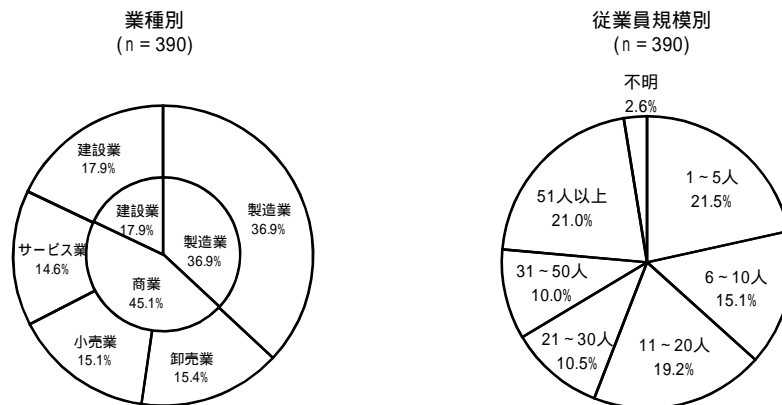 業種別
(n = 390)
建設業
17.9%
製造業
36.9%
サービス業
14.6%
小売業
15.1%
卸売業
15.4%
建設業
17.9%
製造業
36.9%
商業
45.1%
従業員規模別
(n = 390)
不明
2.6%
1~5人
21.5%
51人以上
21.0%
6~10人
15.1%
31~50人
10.0%
21~30人
10.5%
11~20人
19.2%